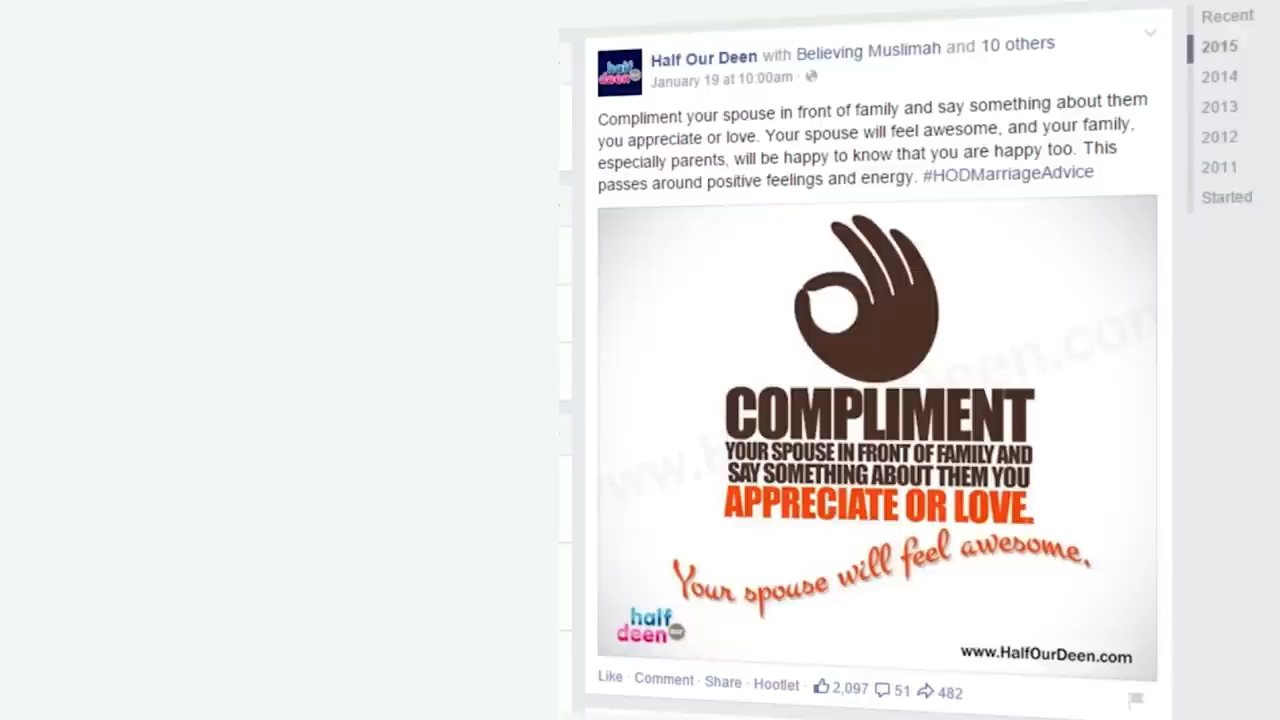 Half Our Deen with Believing Muslimah and 10 others
January 19 at 10:00am ·
Compliment your spouse in front of family and say something about them
you appreciate or love. Your spouse will feel awesome, and your family,
especially parents, will be happy to know that you are happy too. This
passes around positive feelings and energy. #HODMarriageAdvice
COMPLIMENT
YOUR SPOUSE IN FRONT OF FAMILY AND
SAY SOMETHING ABOUT THEM YOU
APPRECIATE OR LOVE.
Your spouse will feel awesome.
half
deen our
www.HalfOurDeen.com
Like · Comment · Share · Hootlet · 2,097 51 482
Recent
2015
2014
2013
2012
2011
Started